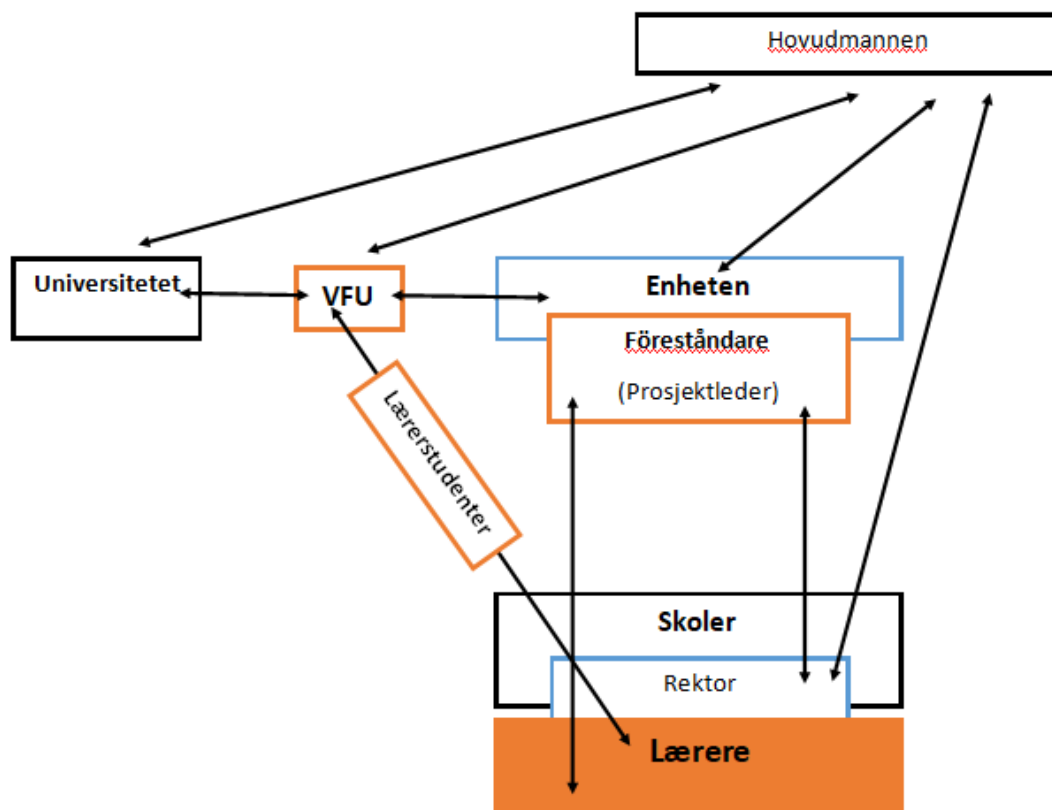 Hovudmannen
Universitetet
VFU
Enheten
Föreståndare
(Prosjektleder)
Lærerstudenter
Skoler
Rektor
Lærere